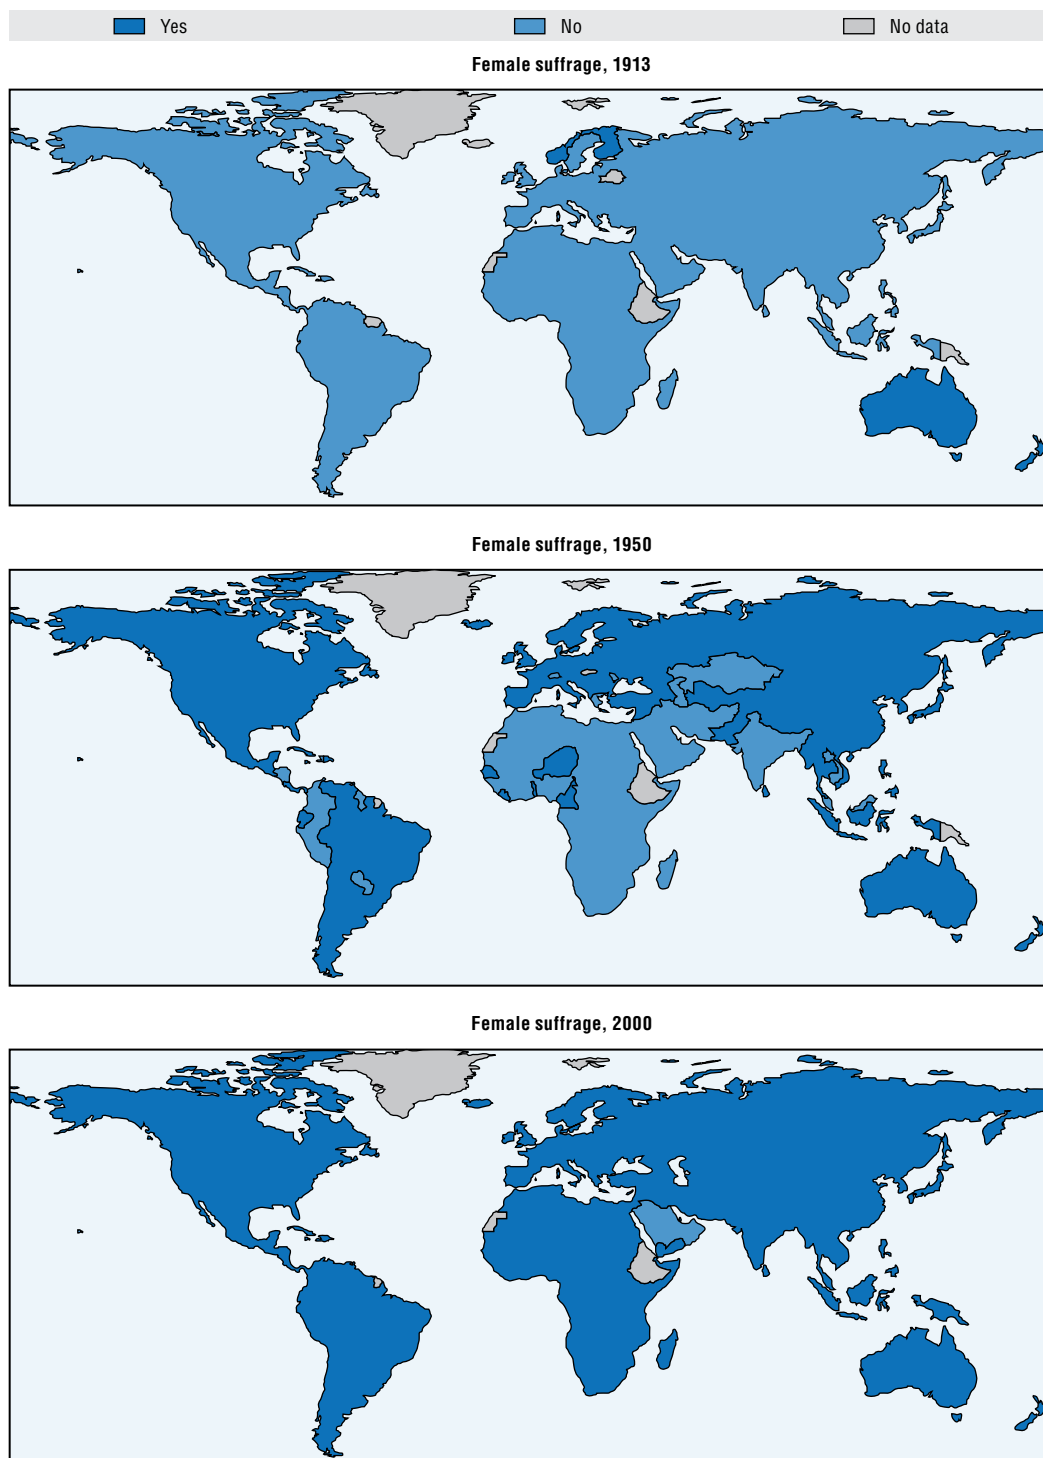 Yes No No data
Female suffrage, 1913
Female suffrage, 1950
Female suffrage, 2000